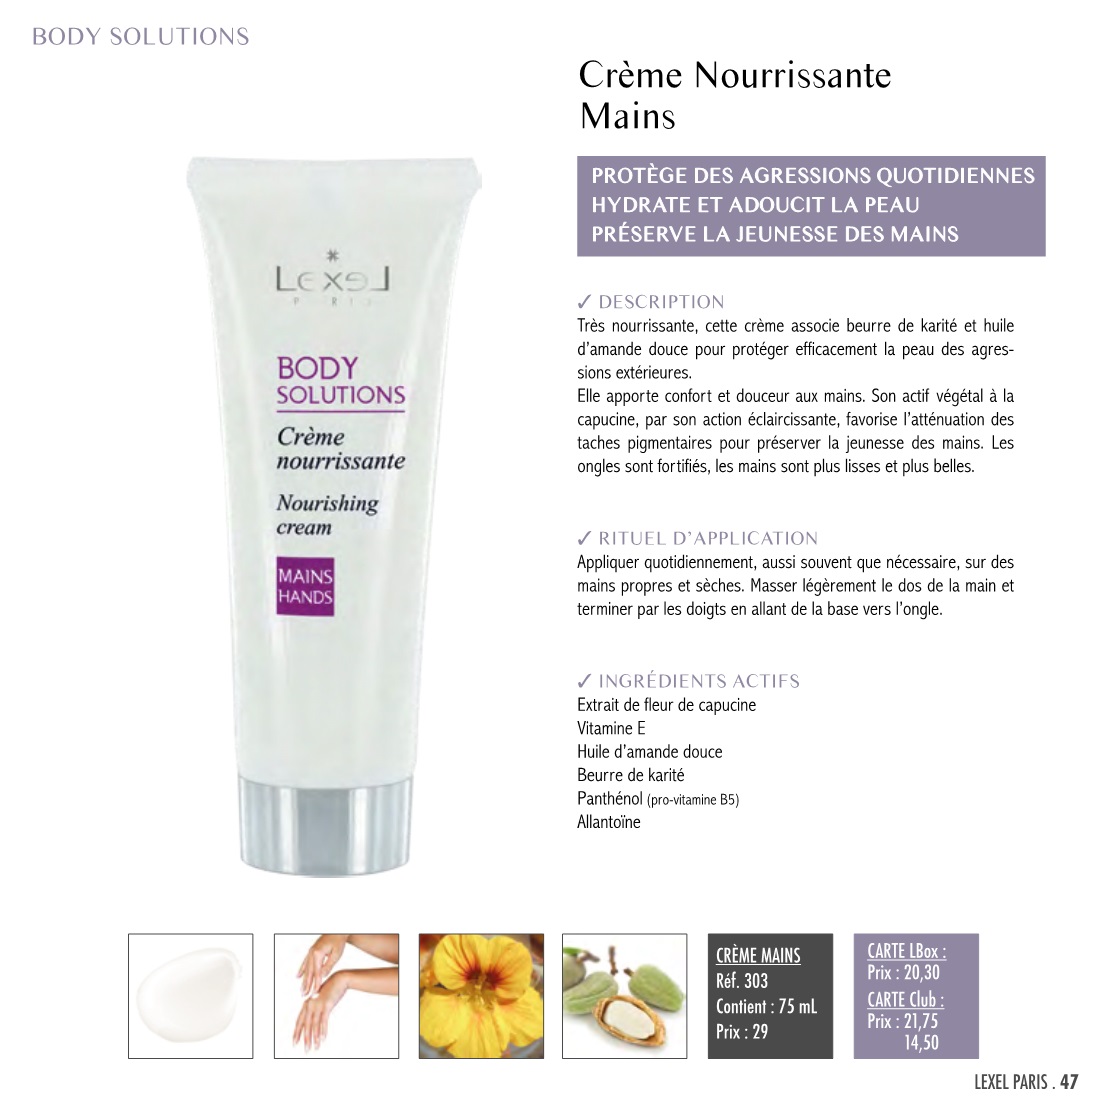 BODY SOLUTIONS
Crème Nourrissante
Mains
PROTÈGE DES AGRESSIONS QUOTIDIENNES
HYDRATE ET ADOUCIT LA PEAU
PRÉSERVE LA JEUNESSE DES MAINS
Lexel
PARIS
BODY
SOLUTIONS
Crème
nourrissante
Nourishing
cream
MAINS
HANDS
✓ DESCRIPTION
Très nourrissante, cette crème associe beurre de karité et huile
d'amande douce pour protéger efficacement la peau des agres-
sions extérieures.
Elle apporte confort et douceur aux mains. Son actif végétal à la
capucine, par son action éclaircissante, favorise l'atténuation des
taches pigmentaires pour préserver la jeunesse des mains. Les
ongles sont fortifiés, les mains sont plus lisses et plus belles.
✓ RITUEL D'APPLICATION
Appliquer quotidiennement, aussi souvent que nécessaire, sur des
mains propres et sèches. Masser légèrement le dos de la main et
terminer par les doigts en allant de la base vers l'ongle.
✓ INGRÉDIENTS ACTIFS
Extrait de fleur de capucine
Vitamine E
Huile d'amande douce
Beurre de karité
Panthénol (pro-vitamine B5)
Allantoïne
CRÈME MAINS
Réf. 303
Contient : 75 mL
Prix : 29
CARTE LBox :
Prix : 20,30
CARTE Club :
Prix : 21,75
14,50
LEXEL PARIS . 47